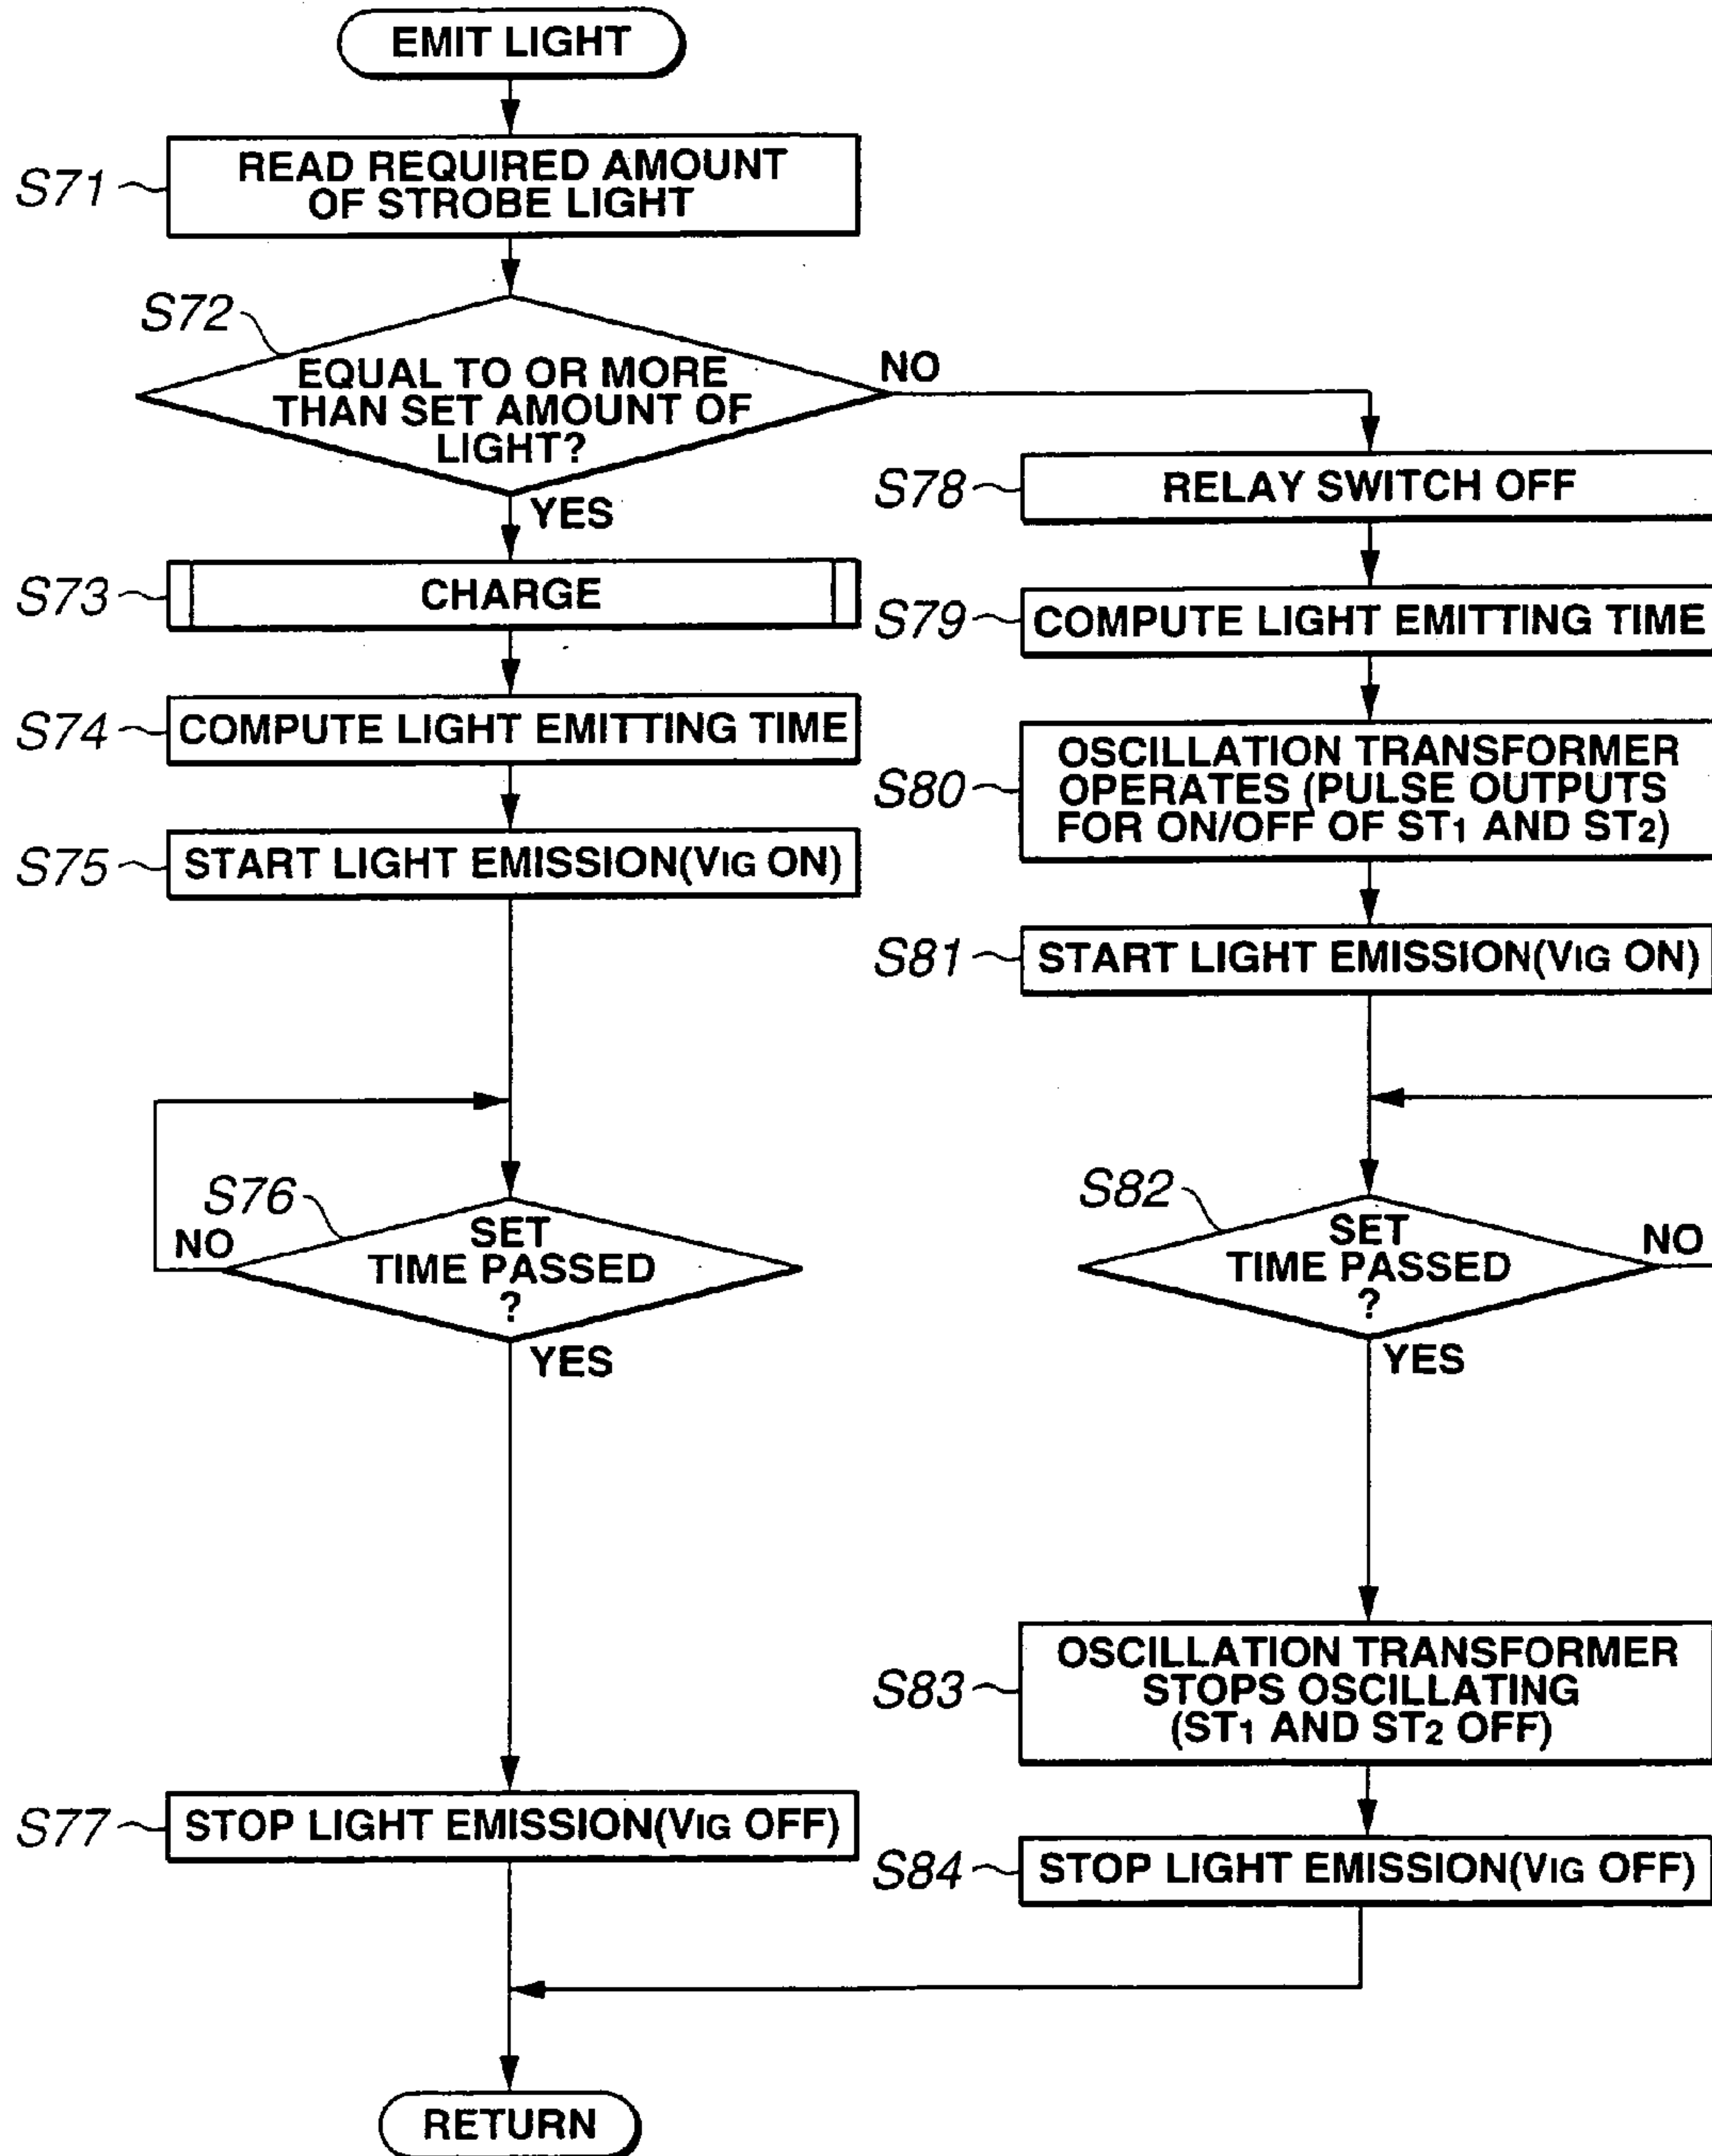 EMIT LIGHT
S71
READ REQUIRED AMOUNT
OF STROBE LIGHT
S72
EQUAL TO OR MORE
THAN SET AMOUNT OF
LIGHT?
NO
YES
S73
CHARGE
S74
COMPUTE LIGHT EMITTING TIME
S75
START LIGHT EMISSION(VIG ON)
S76
SET
TIME PASSED
?
NO
YES
S77
STOP LIGHT EMISSION(VIG OFF)
S78
RELAY SWITCH OFF
S79
COMPUTE LIGHT EMITTING TIME
S80
OSCILLATION TRANSFORMER
OPERATES (PULSE OUTPUTS
FOR ON/OFF OF ST1 AND ST2)
S81
START LIGHT EMISSION(VIG ON)
S82
SET
TIME PASSED
?
NO
YES
S83
OSCILLATION TRANSFORMER
STOPS OSCILLATING
(ST1 AND ST2 OFF)
S84
STOP LIGHT EMISSION(VIG OFF)
RETURN